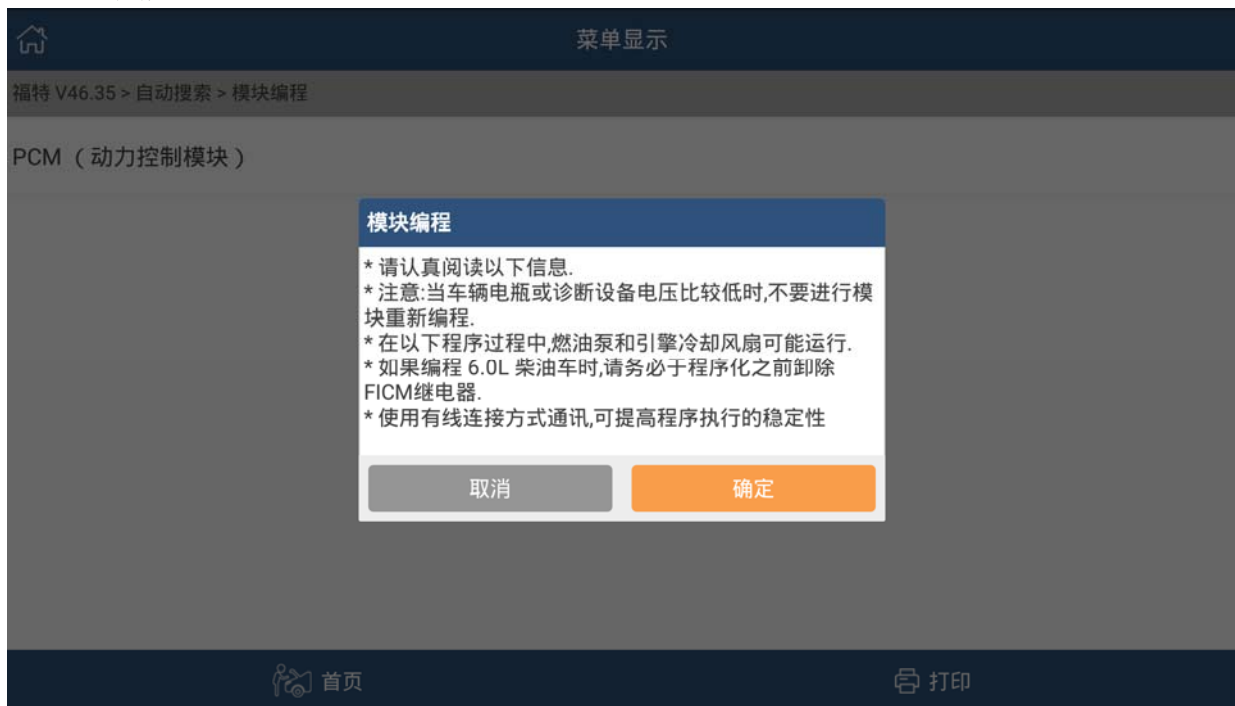 菜单显示
福特 V46.35 > 自动搜索 > 模块编程
PCM （动力控制模块）
模块编程
* 请认真阅读以下信息.
* 注意:当车辆电瓶或诊断设备电压比较低时,不要进行模
块重新编程.
* 在以下程序过程中,燃油泵和引擎冷却风扇可能运行.
* 如果编程 6.0L 柴油车时,请务必于程序化之前卸除
FICM继电器.
* 使用有线连接方式通讯,可提高程序执行的稳定性
取消
确定
首页
打印